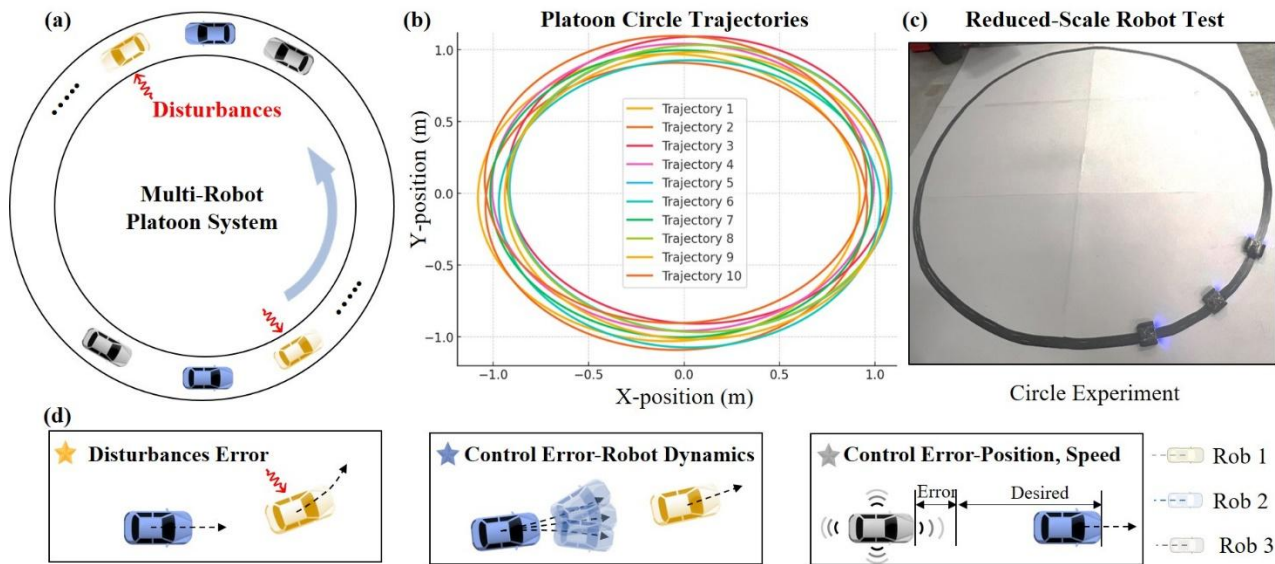 (a)
Disturbances
Multi-Robot
Platoon System
(b)
Platoon Circle Trajectories
Y-position (m)
1.0
0.5
0.0
−0.5
−1.0
Trajectory 1
Trajectory 2
Trajectory 3
Trajectory 4
Trajectory 5
Trajectory 6
Trajectory 7
Trajectory 8
Trajectory 9
Trajectory 10
−1.0 −0.5 0.0 0.5 1.0
X-position (m)
(c)
Reduced-Scale Robot Test
Circle Experiment
(d)
Disturbances Error
Control Error-Robot Dynamics
Control Error-Position, Speed
Error Desired
Rob 1
Rob 2
Rob 3